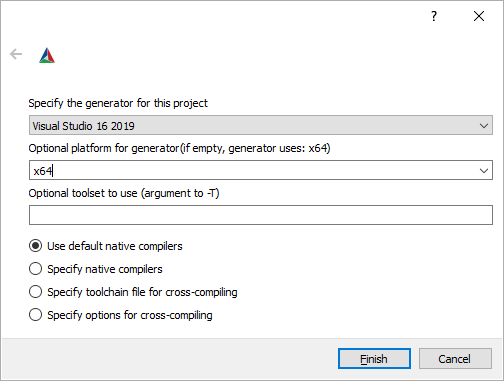 ?
Specify the generator for this project
Visual Studio 16 2019
Optional platform for generator(if empty, generator uses: x64)
x64
Optional toolset to use (argument to -T)
Use default native compilers
Specify native compilers
Specify toolchain file for cross-compiling
Specify options for cross-compiling
Finish Cancel